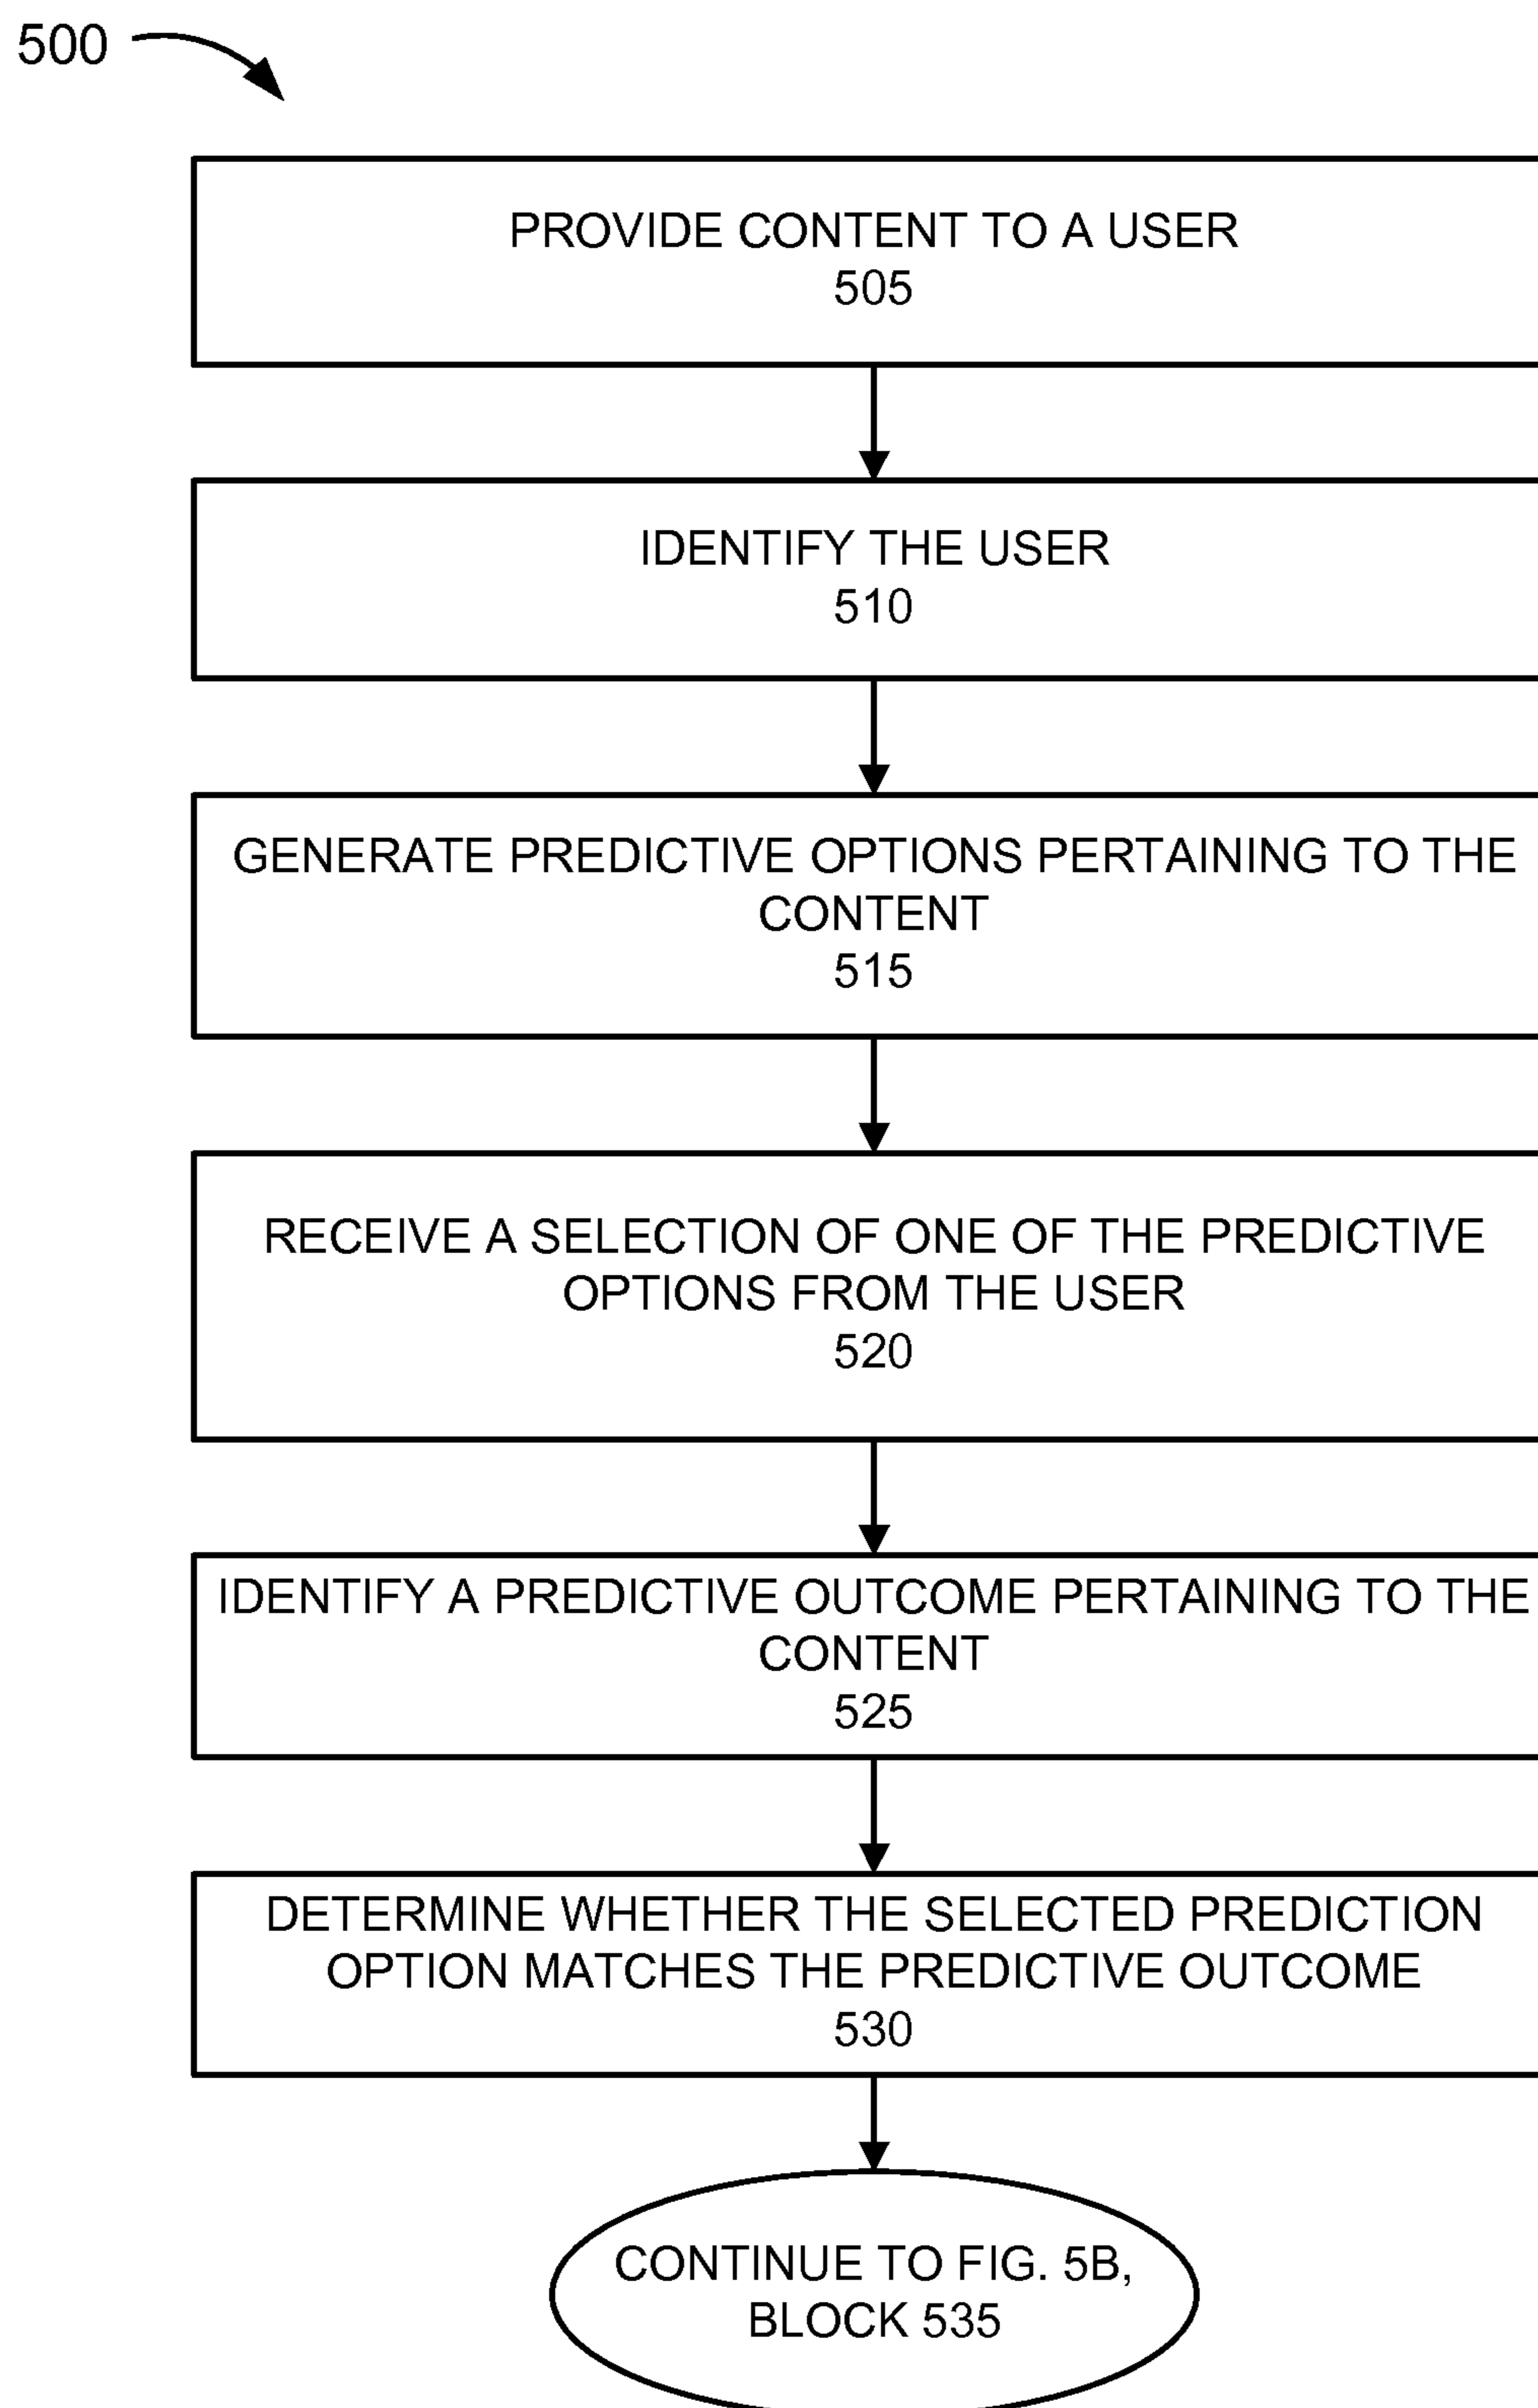 500
PROVIDE CONTENT TO A USER
505
IDENTIFY THE USER
510
GENERATE PREDICTIVE OPTIONS PERTAINING TO THE
CONTENT
515
RECEIVE A SELECTION OF ONE OF THE PREDICTIVE
OPTIONS FROM THE USER
520
IDENTIFY A PREDICTIVE OUTCOME PERTAINING TO THE
CONTENT
525
DETERMINE WHETHER THE SELECTED PREDICTION
OPTION MATCHES THE PREDICTIVE OUTCOME
530
CONTINUE TO FIG. 5B,
BLOCK 535